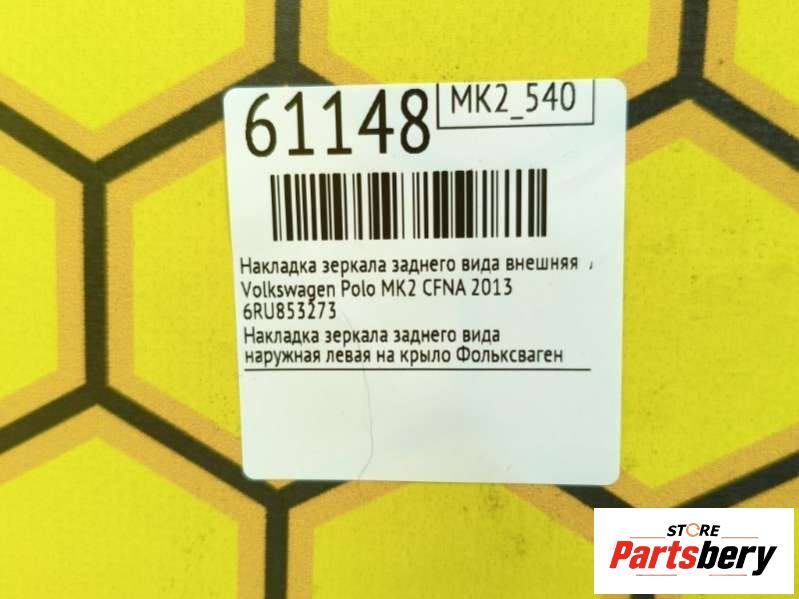 61148
MK2_540
Накладка зеркала заднего вида внешняя
Volkswagen Polo MK2 CFNA 2013
6RU853273
Накладка зеркала заднего вида
наружная левая на крыло Фольксваген
STORE
Partsbery